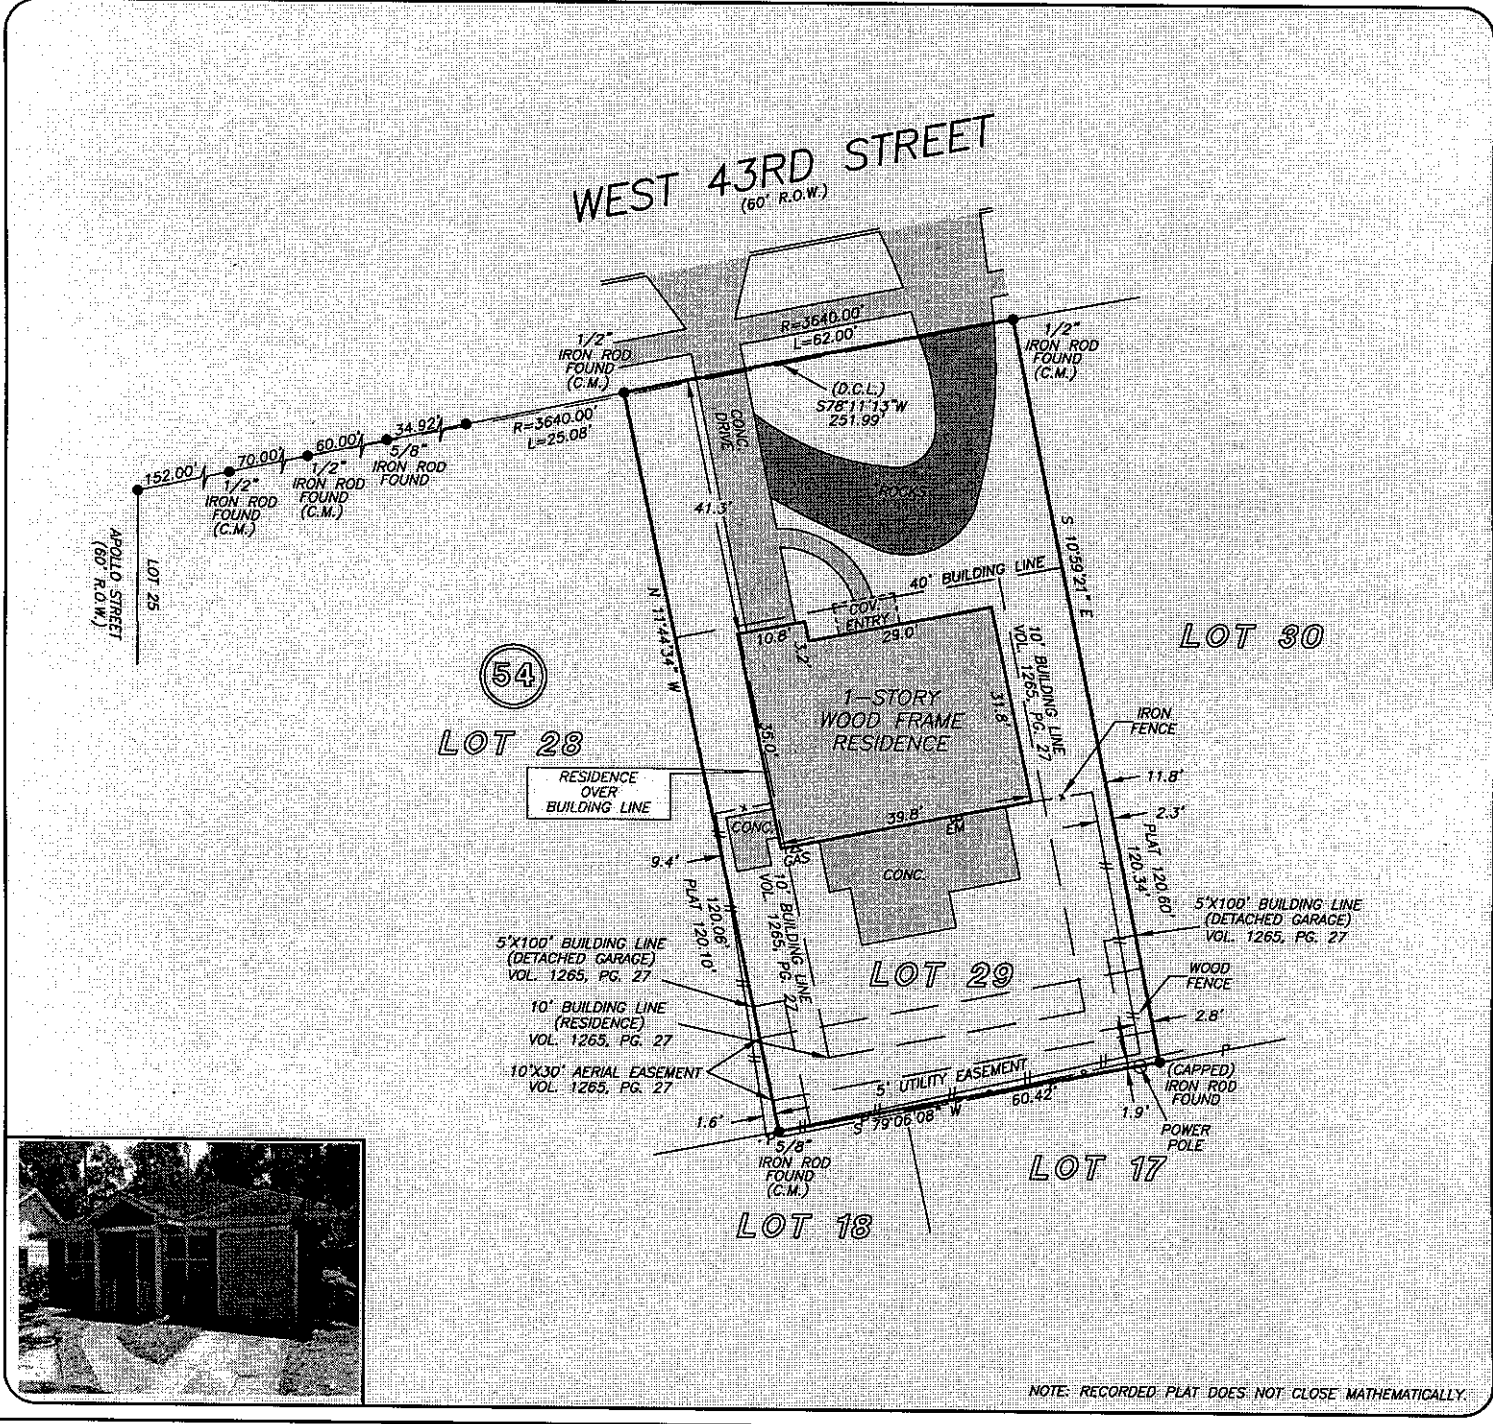 WEST 43RD STREET
(60' R.O.W.)
R=3640.00'
L=62.00'
1/2"
IRON ROD
FOUND
(C.M.)
1/2"
IRON ROD
FOUND
(C.M.)
(D.C.L.)
S78°11'13"W
251.99'
R=3640.00'
L=25.08'
34.92'
60.00'
70.00'
152.00'
5/8"
IRON ROD
FOUND
1/2"
IRON ROD
FOUND
(C.M.)
1/2"
IRON ROD
FOUND
(C.M.)
APOLLO STREET
(60' R.O.W.)
LOT 25
CONC.
DRIVE
ROCKS
41.3'
S 10°59'21" E
N 11°44'34" W
40' BUILDING LINE
COV.
ENTRY
10.8'
3.2'
29.0'
10' BUILDING LINE
VOL. 1265, PG. 27
LOT 30
54
LOT 28
1-STORY
WOOD FRAME
RESIDENCE
31.8'
35.0'
39.8'
RESIDENCE
OVER
BUILDING LINE
IRON
FENCE
11.8'
2.3'
PLAT 120.60'
120.34'
CONC.
GAS
EM
CONC.
9.4'
120.06'
PLAT 120.10'
10' BUILDING LINE
VOL. 1265, PG. 27
5'X100' BUILDING LINE
(DETACHED GARAGE)
VOL. 1265, PG. 27
5'X100' BUILDING LINE
(DETACHED GARAGE)
VOL. 1265, PG. 27
LOT 29
WOOD
FENCE
10' BUILDING LINE
(RESIDENCE)
VOL. 1265, PG. 27
2.8'
10'X30' AERIAL EASEMENT
VOL. 1265, PG. 27
5' UTILITY EASEMENT
P
(CAPPED)
IRON ROD
FOUND
1.6'
S 79°06'08" W
60.42'
1.9'
POWER
POLE
5/8"
IRON ROD
FOUND
(C.M.)
LOT 17
LOT 18
NOTE: RECORDED PLAT DOES NOT CLOSE MATHEMATICALLY.